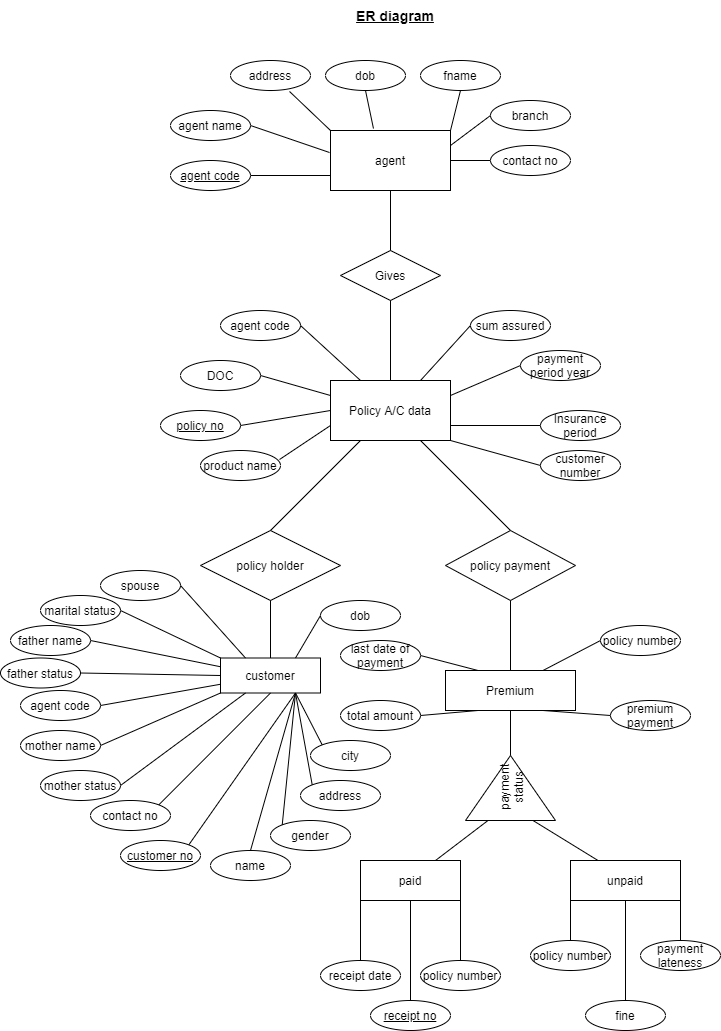 ER diagram
address
dob
fname
agent name
branch
agent
contact no
agent code
Gives
agent code
sum assured
payment
period year
DOC
Policy A/C data
policy no
Insurance
period
product name
customer
number
policy holder
policy payment
spouse
marital status
dob
father name
last date of
payment
policy number
father status
customer
Premium
agent code
total amount
premium
payment
mother name
city
mother status
payment
status
address
contact no
gender
customer no
name
paid
unpaid
receipt date
policy number
policy number
payment
lateness
receipt no
fine